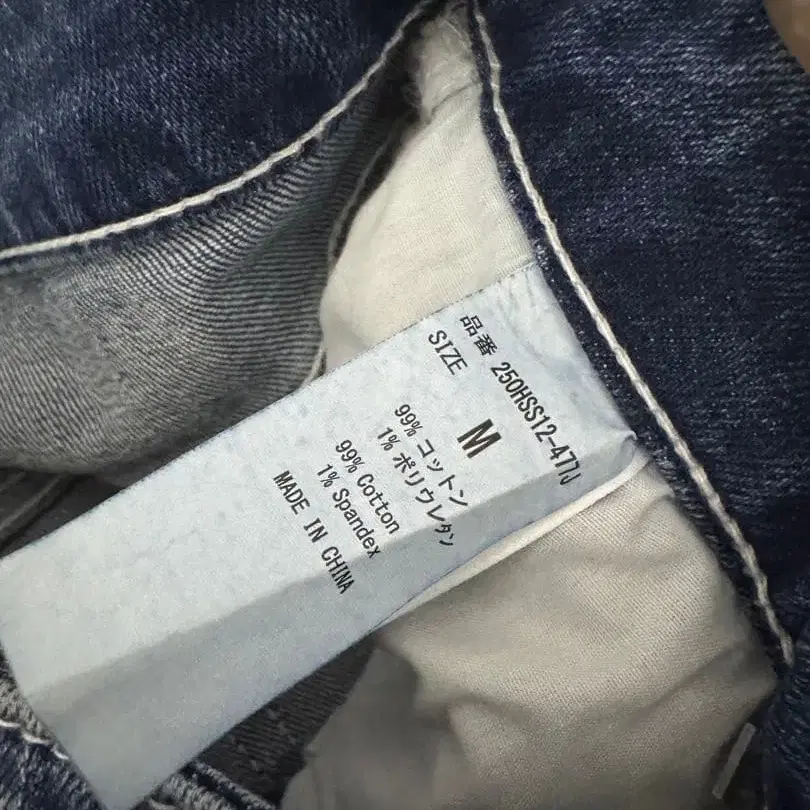 品番 250HSS12-477J
SIZE
M
99% コットン
1% ポリウレタン
99% Cotton
1% Spandex
MADE IN CHINA